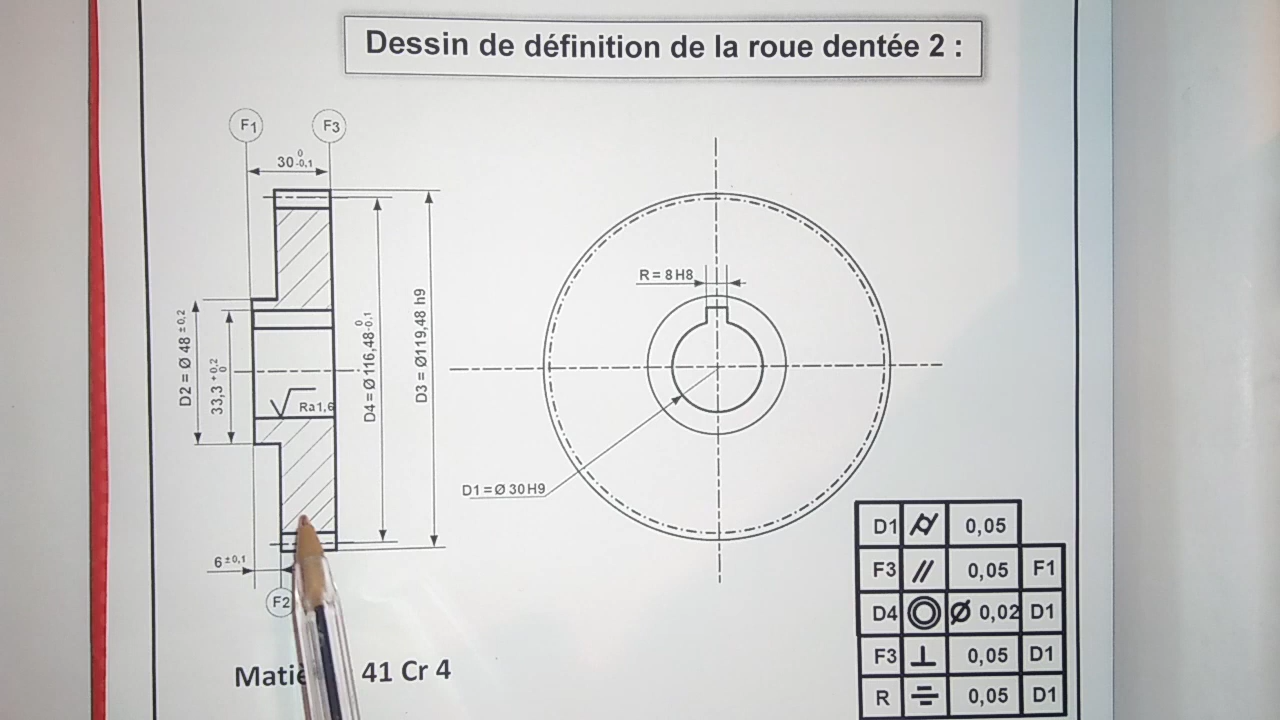 Dessin de définition de la roue dentée 2 :
F1
F3
30 0 -0,1
R = 8 H8
D2 = Ø 48 ± 0,2
33,3 +0,2 0
D4 = Ø 116,48 0 -0,1
D3 = Ø119,48 h9
Ra1,6
D1 = Ø 30 H9
6 ±0,1
F2
41 Cr 4
D1 0,05
F3 // 0,05 F1
D4 Ø 0,02 D1
F3 ⊥ 0,05 D1
R 0,05 D1